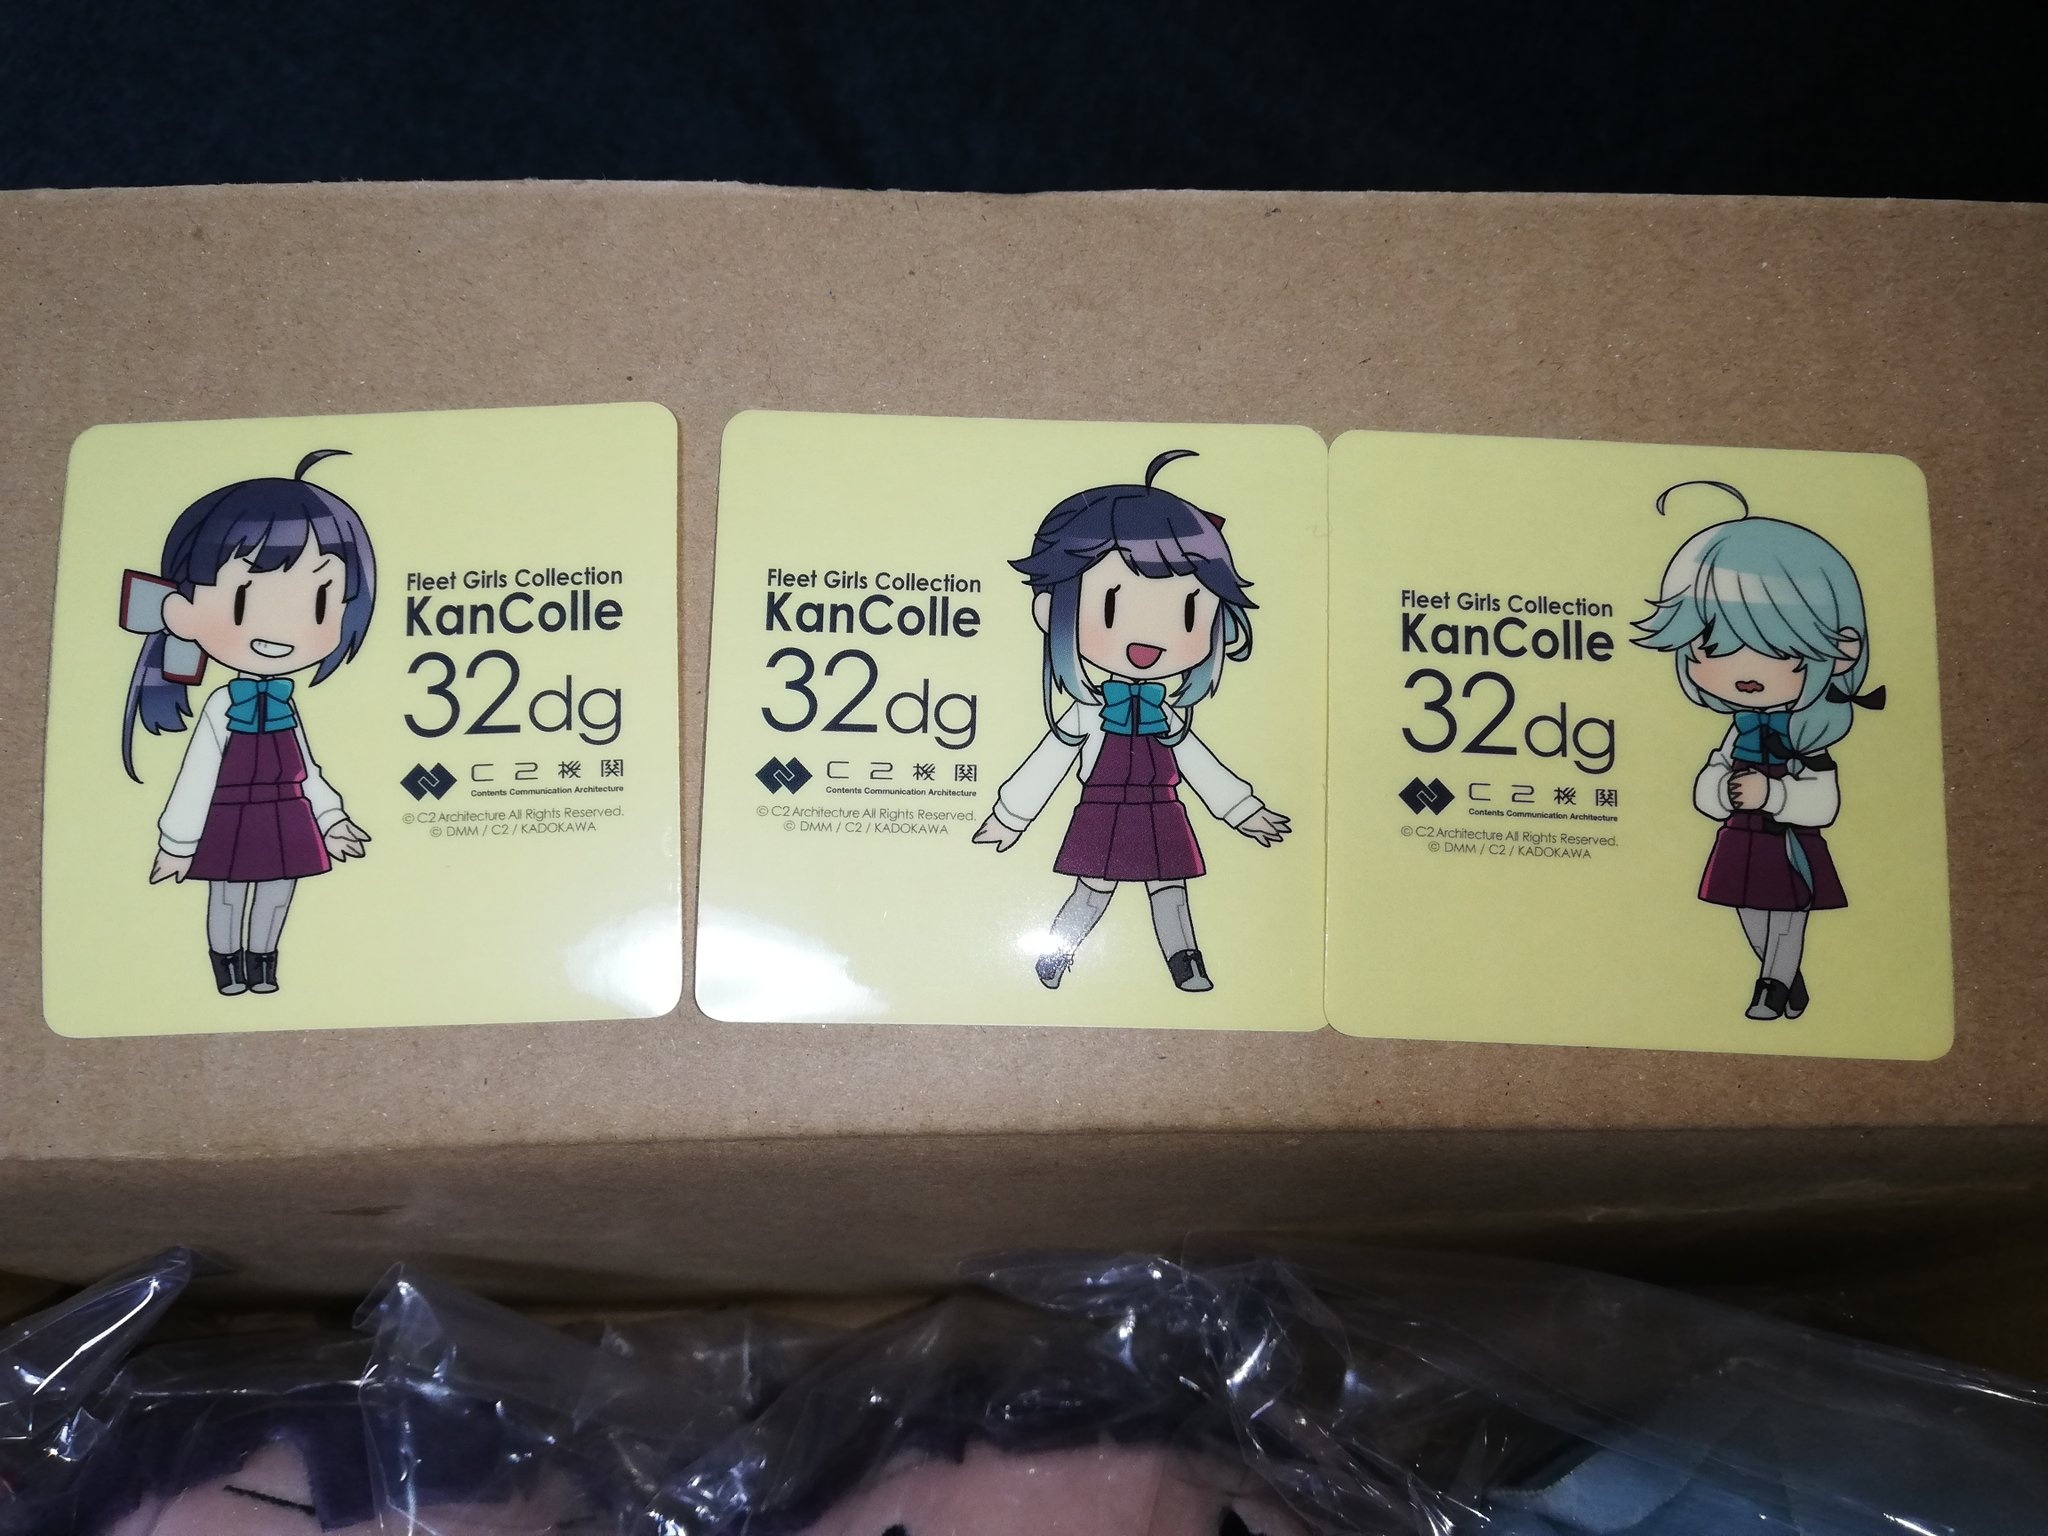 Fleet Girls Collection
KanColle
32dg
C2機関
Contents Communication Architecture
© C2 Architecture All Rights Reserved.
© DMM / C2 / KADOKAWA
Fleet Girls Collection
KanColle
32dg
C2機関
Contents Communication Architecture
© C2 Architecture All Rights Reserved.
© DMM / C2 / KADOKAWA
Fleet Girls Collection
KanColle
32dg
C2機関
Contents Communication Architecture
© C2 Architecture All Rights Reserved.
© DMM / C2 / KADOKAWA